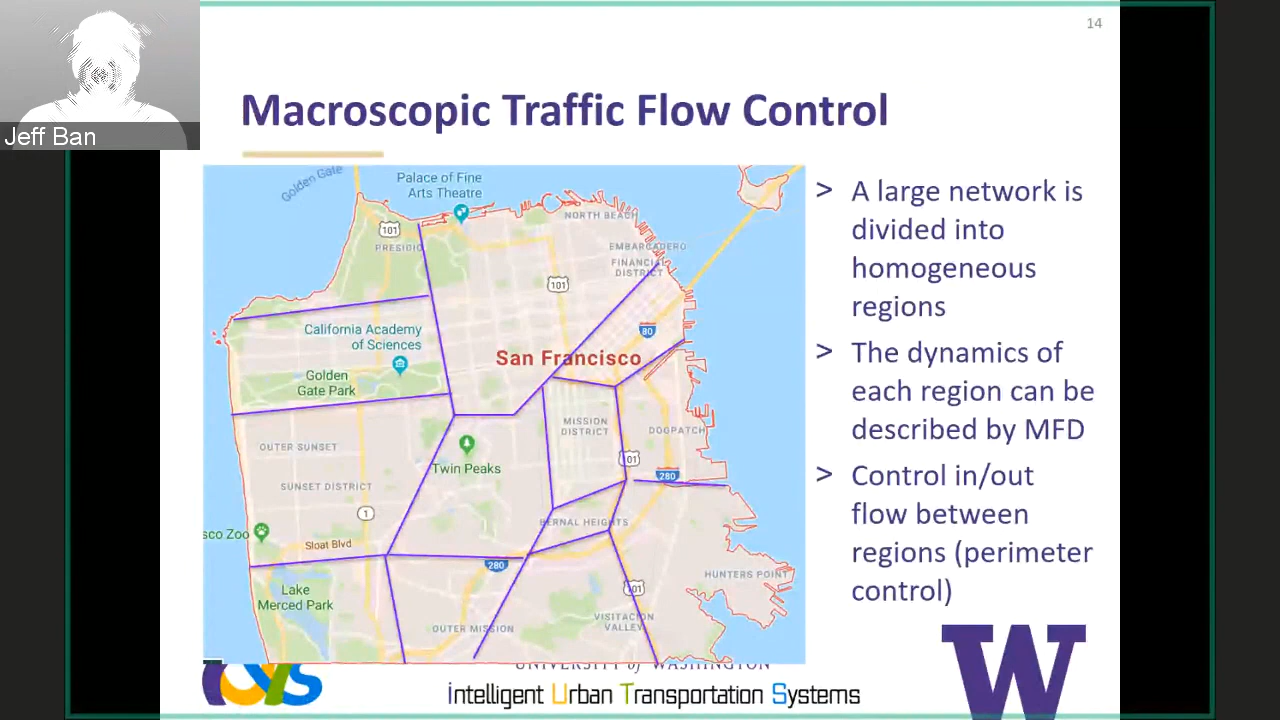 14
Jeff Ban
Macroscopic Traffic Flow Control
Golden Gate
Palace of Fine
Arts Theatre
101
PRESIDIO
NORTH BEACH
EMBARCADERO
FINANCIAL
DISTRICT
101
80
California Academy
of Sciences
San Francisco
Golden
Gate Park
OUTER SUNSET
MISSION
DISTRICT
DOGPATCH
101
280
Twin Peaks
SUNSET DISTRICT
1
BERNAL HEIGHTS
sco Zoo
Sloat Blvd
280
HUNTERS POINT
101
Lake
Merced Park
OUTER MISSION
VISITACION
VALLEY
> A large network is
divided into
homogeneous
regions
> The dynamics of
each region can be
described by MFD
> Control in/out
flow between
regions (perimeter
control)
UNIVERSITY of WASHINGTON
intelligent Urban Transportation Systems
W